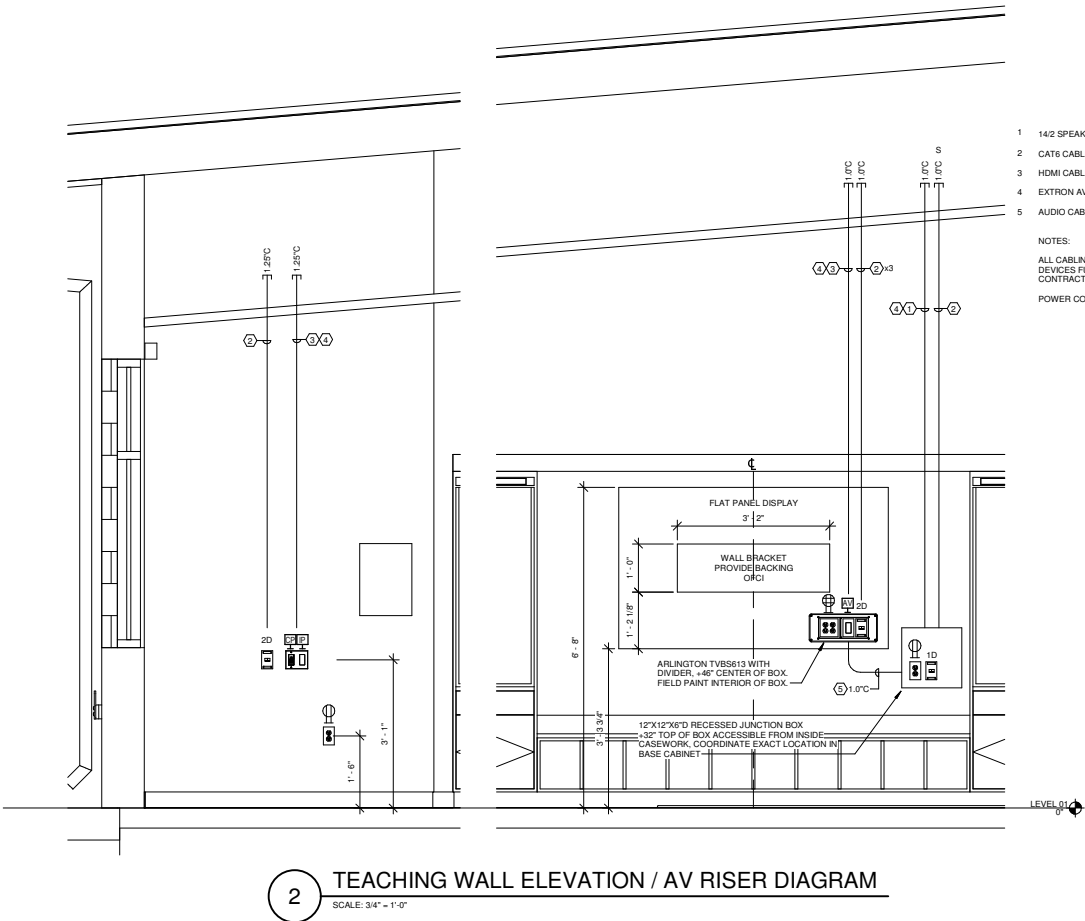 1 14/2 SPEAK
2 CAT6 CABL
3 HDMI CABL
4 EXTRON AV
5 AUDIO CAB
NOTES:
ALL CABLIN
DEVICES FU
CONTRACT
POWER CO
S
1.0"C
1.0"C
1.0"C
1.0"C
1.25"C
1.25"C
4 3
2 x3
4 1
2
2
3 4
℄
FLAT PANEL DISPLAY
3' - 2"
WALL BRACKET
PROVIDE BACKING
OFCI
1' - 0"
1' - 2 1/8"
6' - 8"
3' - 3 3/4"
AV 2D
2D CP IP
1D
ARLINGTON TVBS613 WITH
DIVIDER, +46" CENTER OF BOX.
FIELD PAINT INTERIOR OF BOX.
5 1.0"C
12"X12"X6"D RECESSED JUNCTION BOX
+32" TOP OF BOX ACCESSIBLE FROM INSIDE
CASEWORK, COORDINATE EXACT LOCATION IN
BASE CABINET
3' - 1"
1' - 6"
LEVEL 01
0"
2 TEACHING WALL ELEVATION / AV RISER DIAGRAM
SCALE: 3/4" = 1'-0"